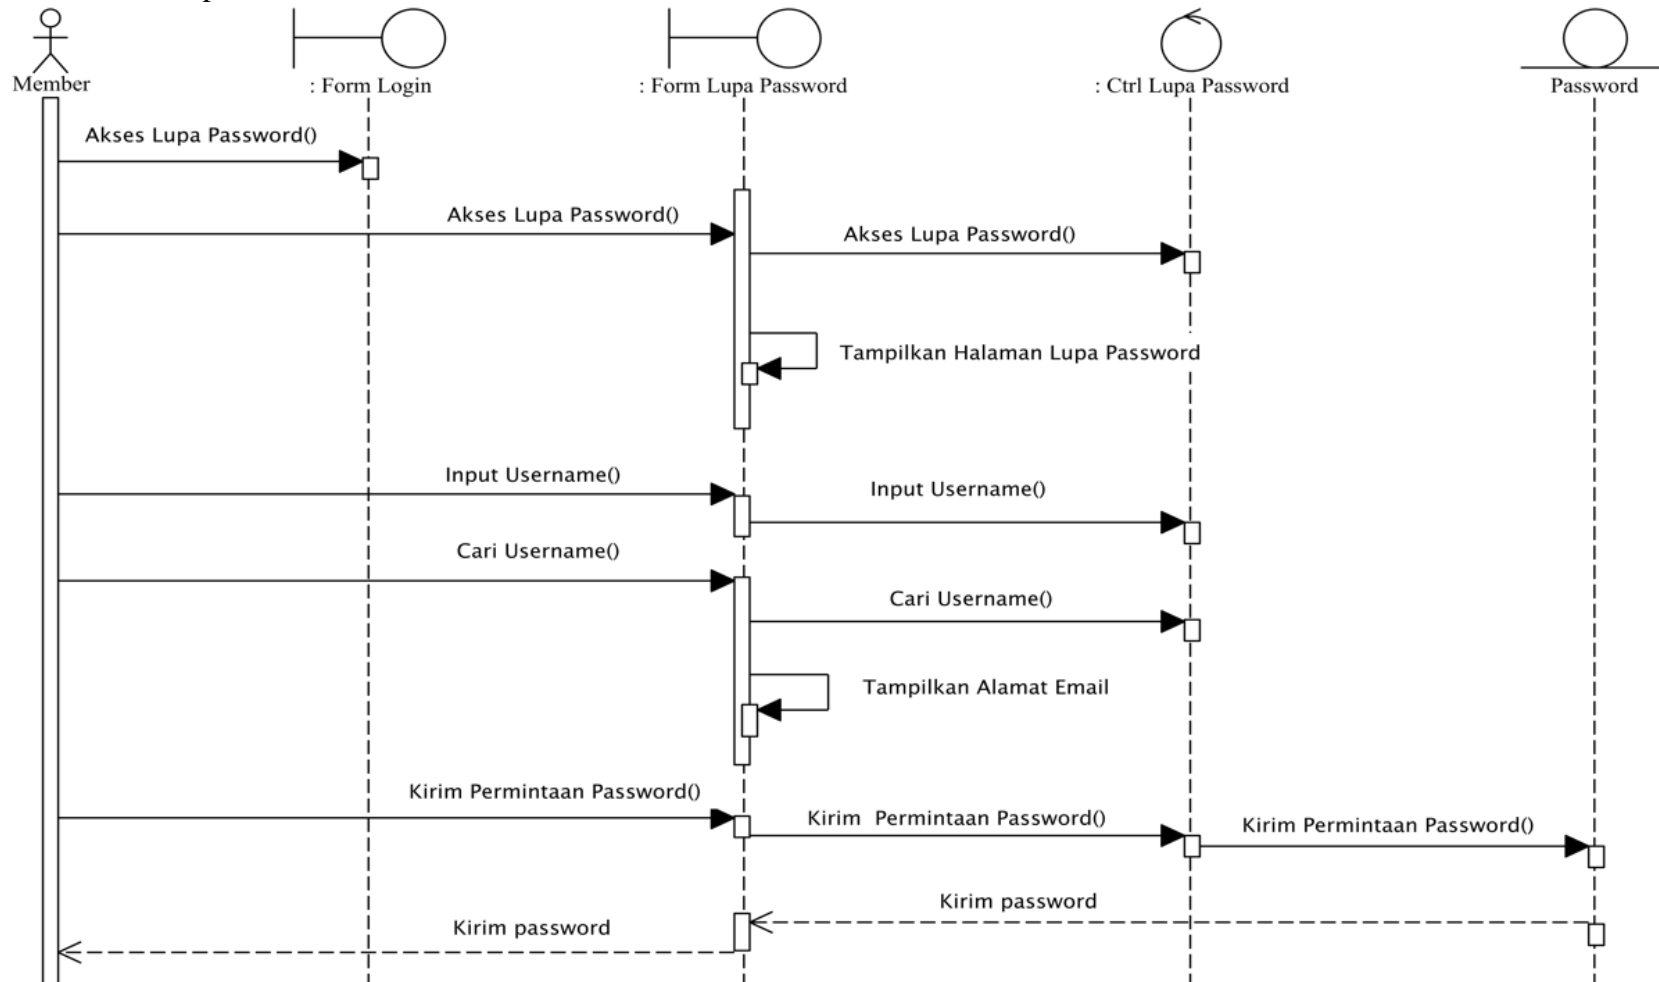 Member
: Form Login
: Form Lupa Password
: Ctrl Lupa Password
Password
Akses Lupa Password()
Akses Lupa Password()
Akses Lupa Password()
Tampilkan Halaman Lupa Password
Input Username()
Input Username()
Cari Username()
Cari Username()
Tampilkan Alamat Email
Kirim Permintaan Password()
Kirim  Permintaan Password()
Kirim Permintaan Password()
Kirim password
Kirim password